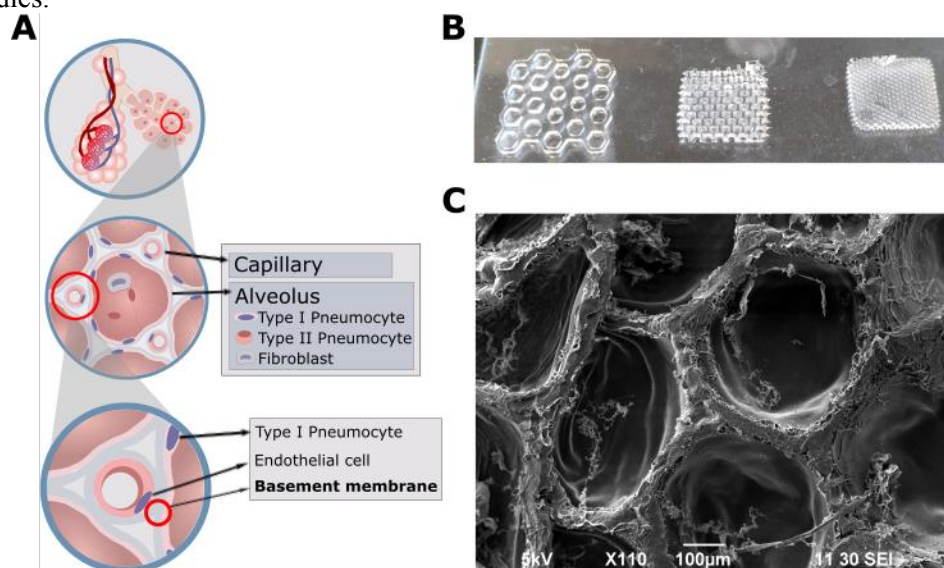 dies.
A
B
Capillary
Alveolus
Type I Pneumocyte
Type II Pneumocyte
Fibroblast
C
Type I Pneumocyte
Endothelial cell
Basement membrane
5kV X110 100µm 11 30 SEI